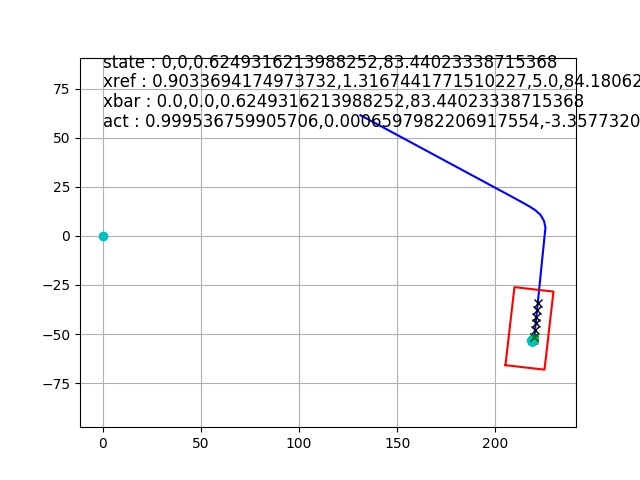 state : 0,0,0.6249316213988252,83.44023338715368
xref : 0.9033694174973732,1.3167441771510227,5.0,84.18062
xbar : 0.0,0.0,0.6249316213988252,83.44023338715368
act : 0.999536759905706,0.0006597982206917554,-3.3577320
75
50
25
0
−25
−50
−75
0 50 100 150 200